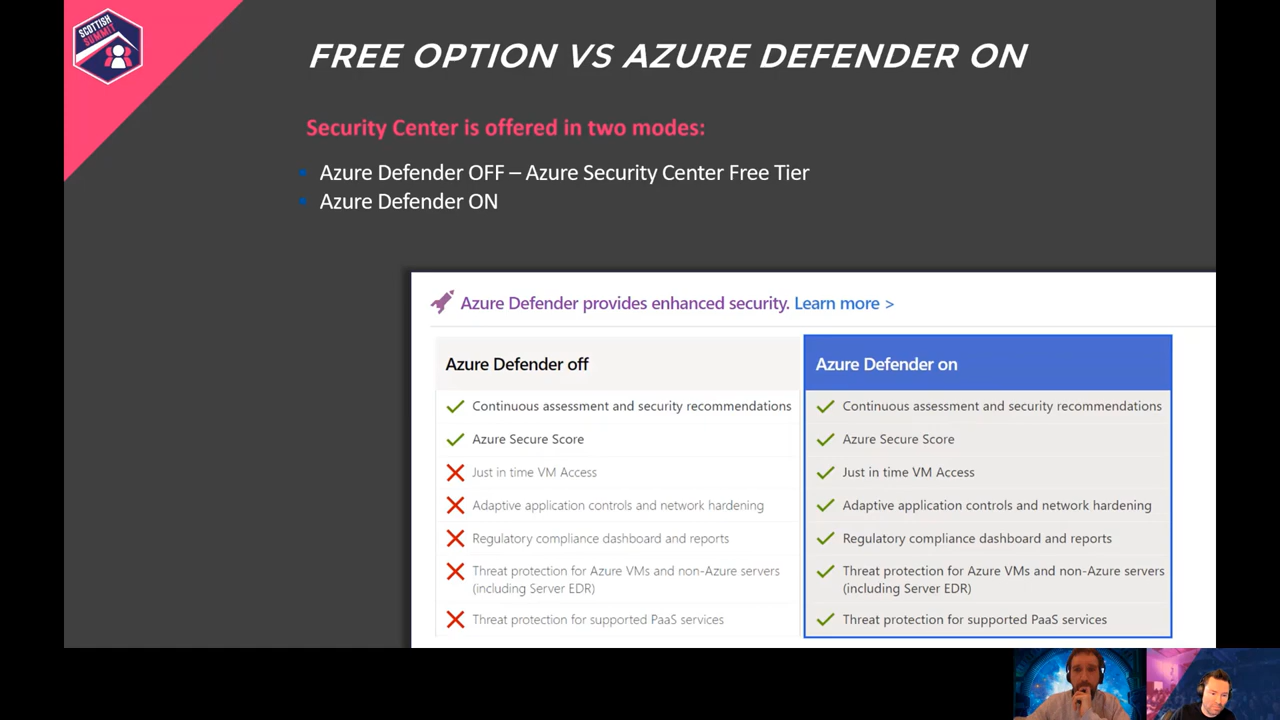 SCOTTISH
SUMMIT
FREE OPTION VS AZURE DEFENDER ON
Security Center is offered in two modes:
Azure Defender OFF – Azure Security Center Free Tier
Azure Defender ON
Azure Defender provides enhanced security. Learn more >
Azure Defender off
Continuous assessment and security recommendations
Azure Secure Score
Just in time VM Access
Adaptive application controls and network hardening
Regulatory compliance dashboard and reports
Threat protection for Azure VMs and non-Azure servers
(including Server EDR)
Threat protection for supported PaaS services
Azure Defender on
Continuous assessment and security recommendations
Azure Secure Score
Just in time VM Access
Adaptive application controls and network hardening
Regulatory compliance dashboard and reports
Threat protection for Azure VMs and non-Azure servers
(including Server EDR)
Threat protection for supported PaaS services